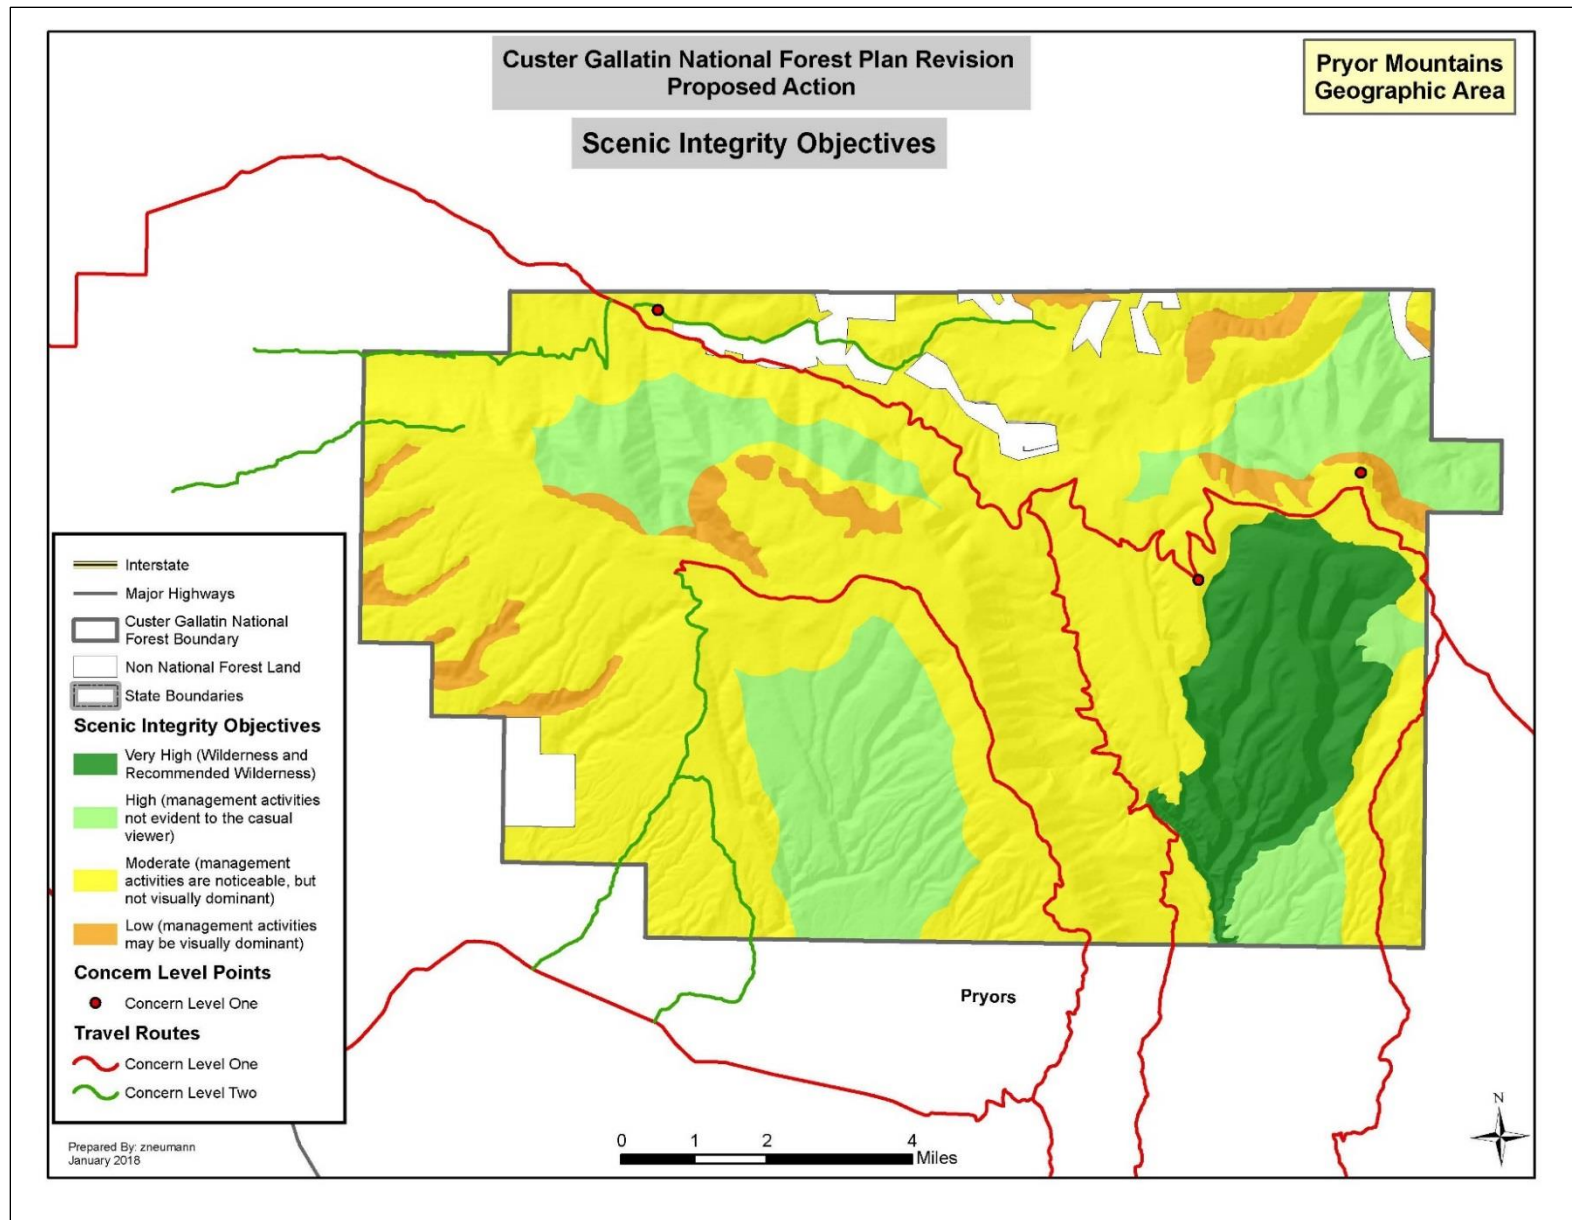 Custer Gallatin National Forest Plan Revision
Proposed Action
Pryor Mountains
Geographic Area
Scenic Integrity Objectives
Interstate
Major Highways
Custer Gallatin National
Forest Boundary
Non National Forest Land
State Boundaries
Scenic Integrity Objectives
Very High (Wilderness and
Recommended Wilderness)
High (management activities
not evident to the casual
viewer)
Moderate (management
activities are noticeable, but
not visually dominant)
Low (management activities
may be visually dominant)
Concern Level Points
Concern Level One
Travel Routes
Concern Level One
Concern Level Two
Pryors
Prepared By: zneumann
January 2018
0 1 2 4
Miles
N